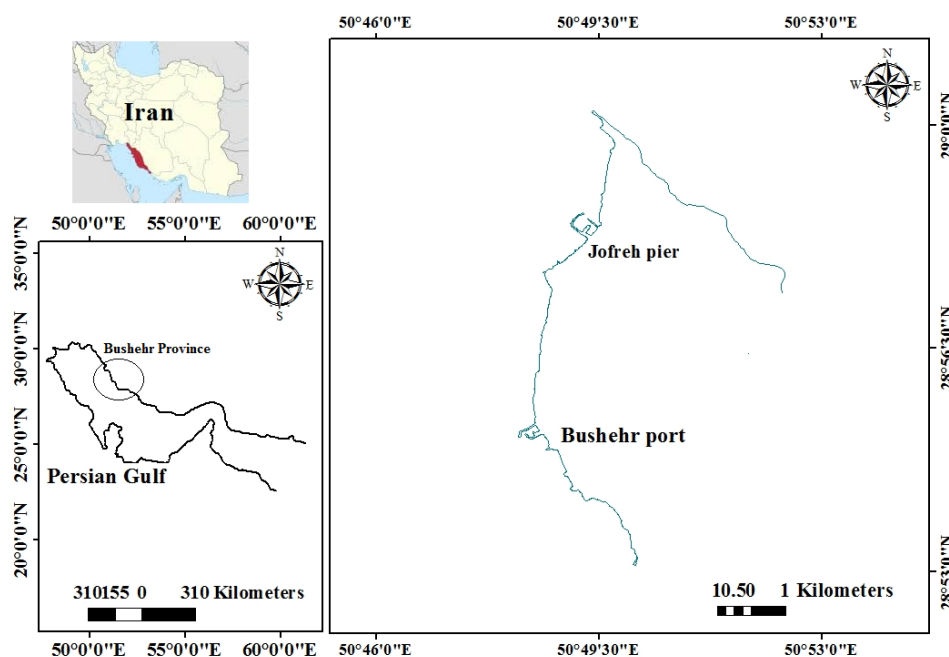 Iran
50°0'0"E 55°0'0"E 60°0'0"E
35°0'0"N
30°0'0"N
25°0'0"N
20°0'0"N
N
W E
S
Bushehr Province
Persian Gulf
310155 0 310 Kilometers
50°0'0"E 55°0'0"E 60°0'0"E
50°46'0"E 50°49'30"E 50°53'0"E
N
W E
S
29°0'0"N
Jofreh pier
28°56'30"N
Bushehr port
28°53'0"N
10.50 1 Kilometers
50°46'0"E 50°49'30"E 50°53'0"E